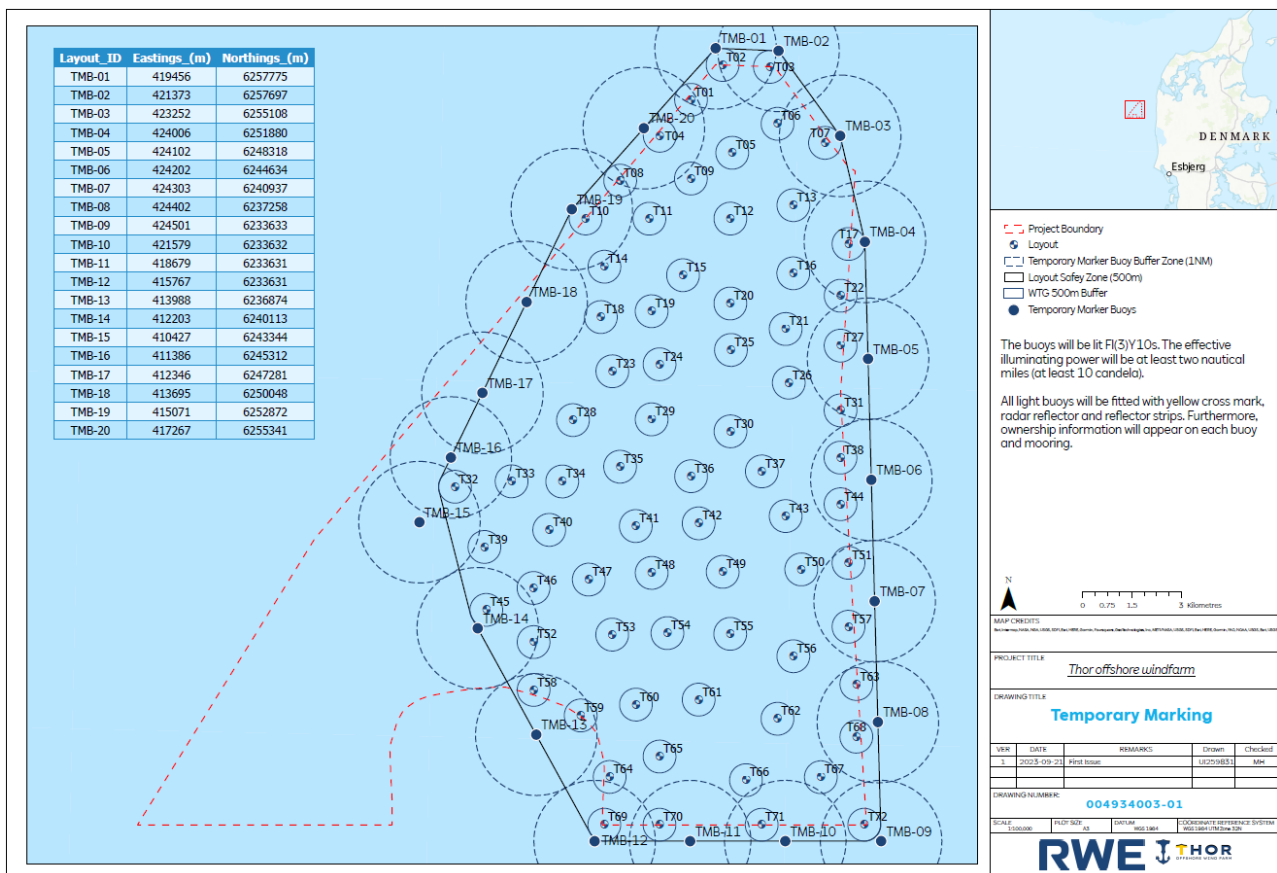 Layout_ID Eastings_(m) Northings_(m)
TMB-01 419456 6257775
TMB-02 421373 6257697
TMB-03 423252 6255108
TMB-04 424006 6251880
TMB-05 424102 6248318
TMB-06 424202 6244634
TMB-07 424303 6240937
TMB-08 424402 6237258
TMB-09 424501 6233633
TMB-10 421579 6233632
TMB-11 418679 6233631
TMB-12 415767 6233631
TMB-13 413988 6236874
TMB-14 412203 6240113
TMB-15 410427 6243344
TMB-16 411386 6245312
TMB-17 412346 6247281
TMB-18 413695 6250048
TMB-19 415071 6252872
TMB-20 417267 6255341
TMB-01
TMB-02
T02
T03
T01
TMB-20
T06
TMB-03
T04
T07
T05
T08
T09
TMB-19
T13
T10
T11
T12
T17
TMB-04
T14
T15
T16
TMB-18
T22
T18
T19
T20
T21
T27
T25
TMB-05
T23
T24
T26
TMB-17
T31
T28
T29
T30
TMB-16
T38
T35
T37
T36
TMB-06
T32
T33
T34
T44
TMB-15
T40
T41
T42
T43
T39
T51
T46
T47
T48
T49
T50
TMB-07
T45
TMB-14
T57
T52
T53
T54
T55
T56
T58
T63
T59
T60
T61
TMB-13
T62
TMB-08
T68
T65
T64
T66
T67
T69
T70
T71
T72
TMB-12
TMB-11
TMB-10
TMB-09
DENMARK
Esbjerg
Project Boundary
Layout
Temporary Marker Buoy Buffer Zone (1NM)
Layout Safey Zone (500m)
WTG 500m Buffer
Temporary Marker Buoys
The buoys will be lit Fl(3)Y10s. The effective
illuminating power will be at least two nautical
miles (at least 10 candela).
All light buoys will be fitted with yellow cross mark,
radar reflector and reflector strips. Furthermore,
ownership information will appear on each buoy
and mooring.
N
0 0.75 1.5 3 Kilometres
MAP CREDITS
PROJECT TITLE
Thor offshore windfarm
DRAWING TITLE
Temporary Marking
VER DATE REMARKS Drawn Checked
1 2023-09-21 First Issue UI259831 MH
DRAWING NUMBER:
004934003-01
SCALE PLOT SIZE DATUM COORDINATE REFERENCE SYSTEM
1:100,000 A3 WGS 1984 WGS 1984 UTM Zone 32N
RWE THOR
OFFSHORE WIND FARM